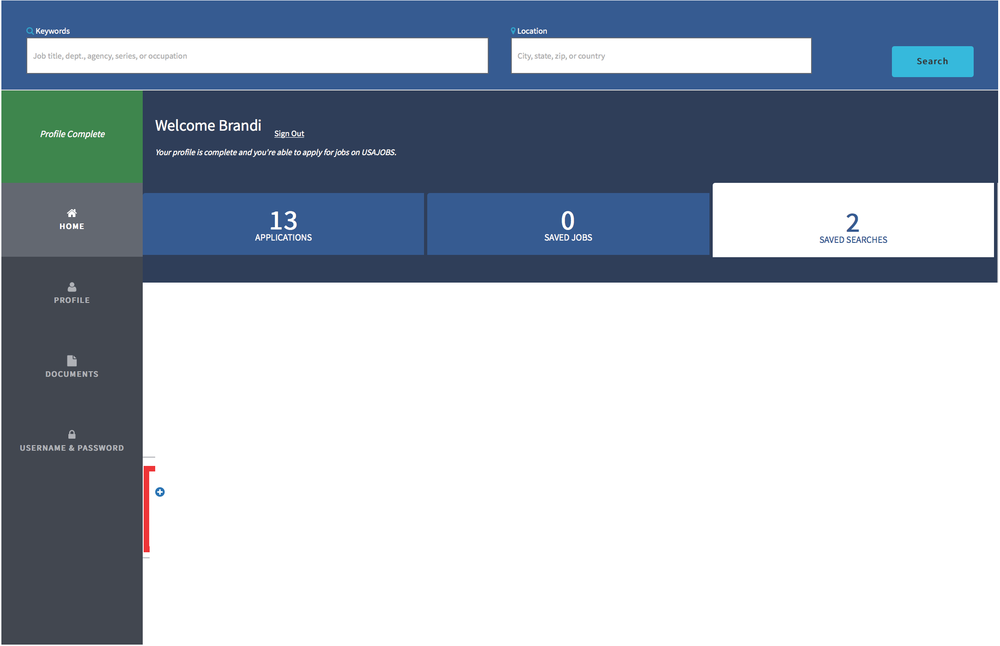 Keywords
Location
Job title, dept., agency, series, or occupation
City, state, zip, or country
Search
Profile Complete
Welcome Brandi
Sign Out
Your profile is complete and you're able to apply for jobs on USAJOBS.
HOME
13
APPLICATIONS
0
SAVED JOBS
2
SAVED SEARCHES
PROFILE
DOCUMENTS
USERNAME & PASSWORD